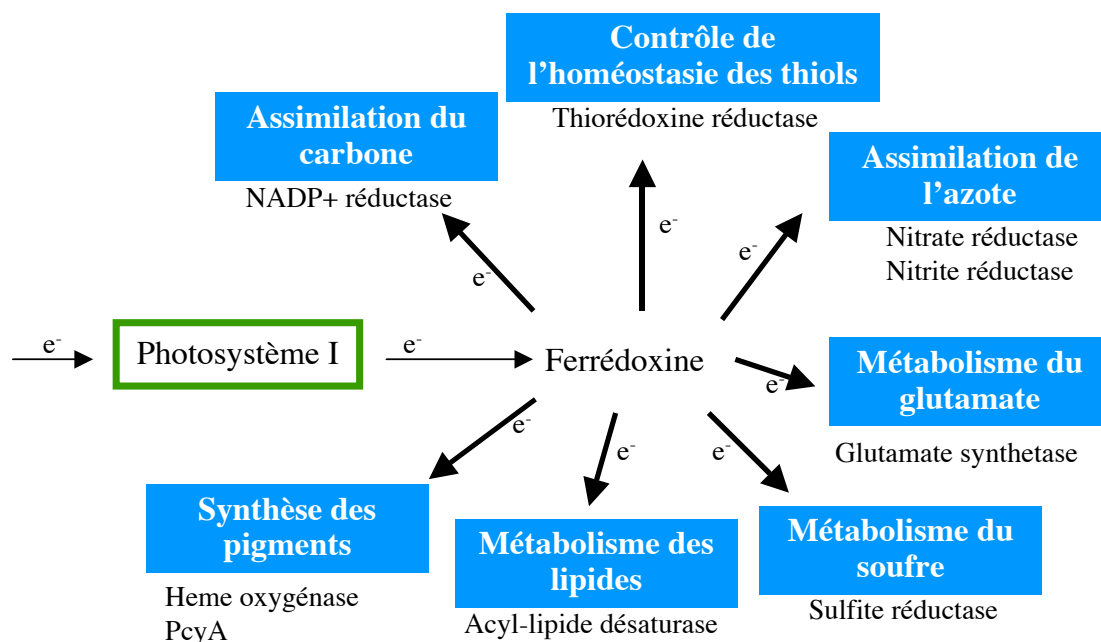 Contrôle de
l'homéostasie des thiols
Thiorédoxine réductase
Assimilation du
carbone
NADP+ réductase
Assimilation de
l'azote
Nitrate réductase
Nitrite réductase
e-
e-
e-
e-
Photosystème I
e-
Ferrédoxine
e-
Métabolisme du
glutamate
Glutamate synthetase
e-
e-
e-
Synthèse des
pigments
Heme oxygénase
PcyA
Métabolisme des
lipides
Acyl-lipide désaturase
Métabolisme du
soufre
Sulfite réductase